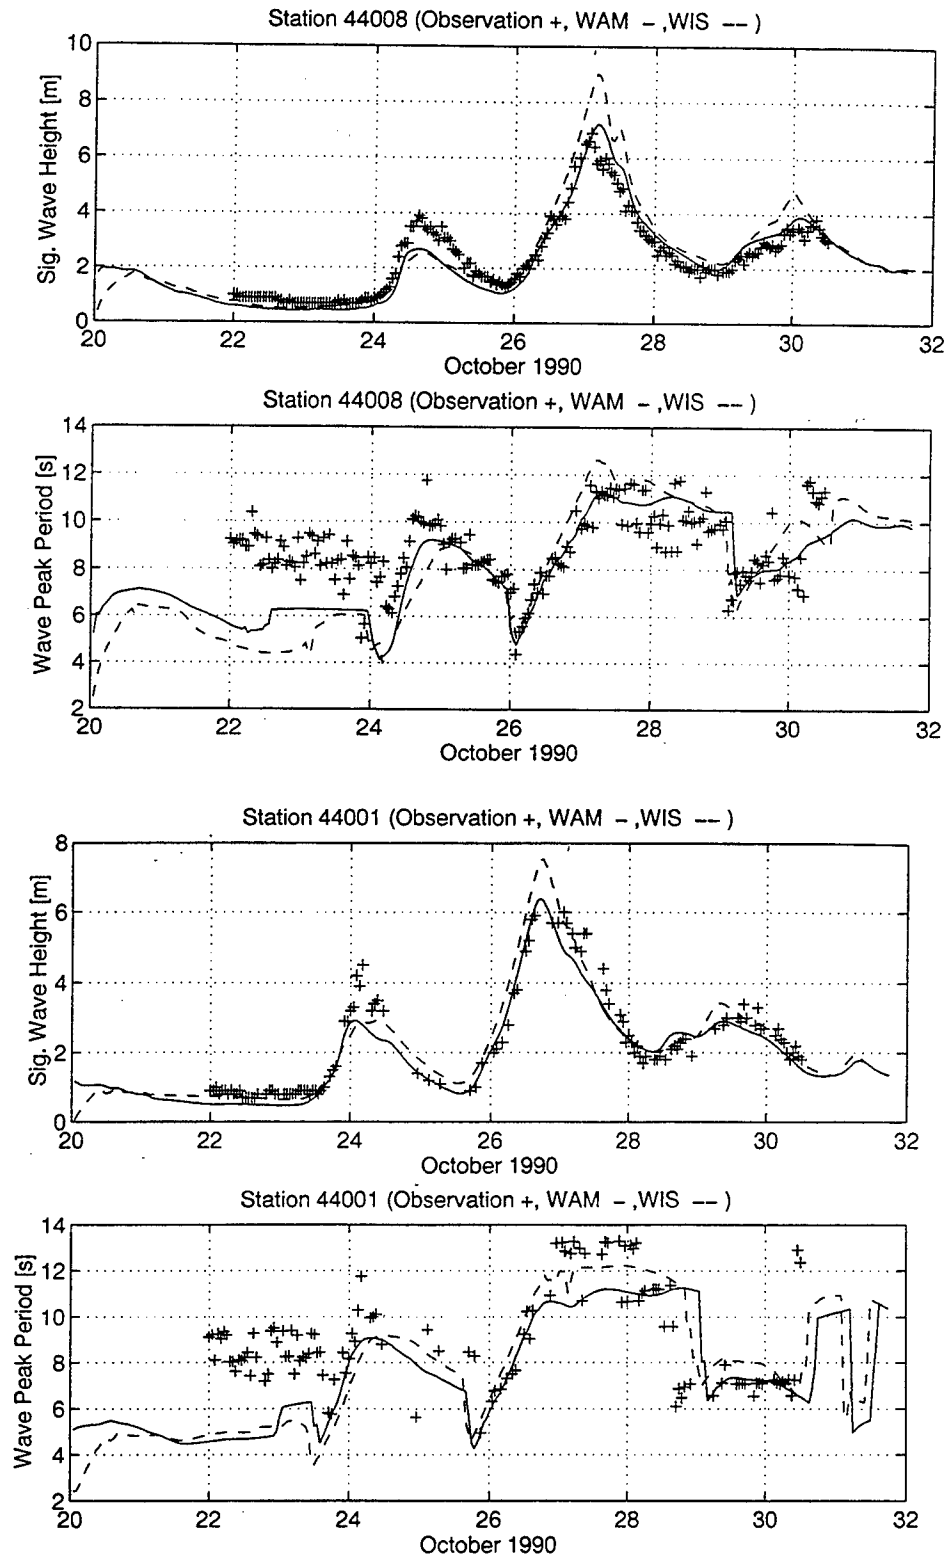 Station 44008 (Observation +, WAM – ,WIS –– )
10
8
6
4
2
0
Sig. Wave Height [m]
20 22 24 26 28 30 32
October 1990
Station 44008 (Observation +, WAM – ,WIS –– )
14
12
10
8
6
4
2
Wave Peak Period [s]
20 22 24 26 28 30 32
October 1990
Station 44001 (Observation +, WAM – ,WIS –– )
8
6
4
2
0
Sig. Wave Height [m]
20 22 24 26 28 30 32
October 1990
Station 44001 (Observation +, WAM – ,WIS –– )
14
12
10
8
6
4
2
Wave Peak Period [s]
20 22 24 26 28 30 32
October 1990